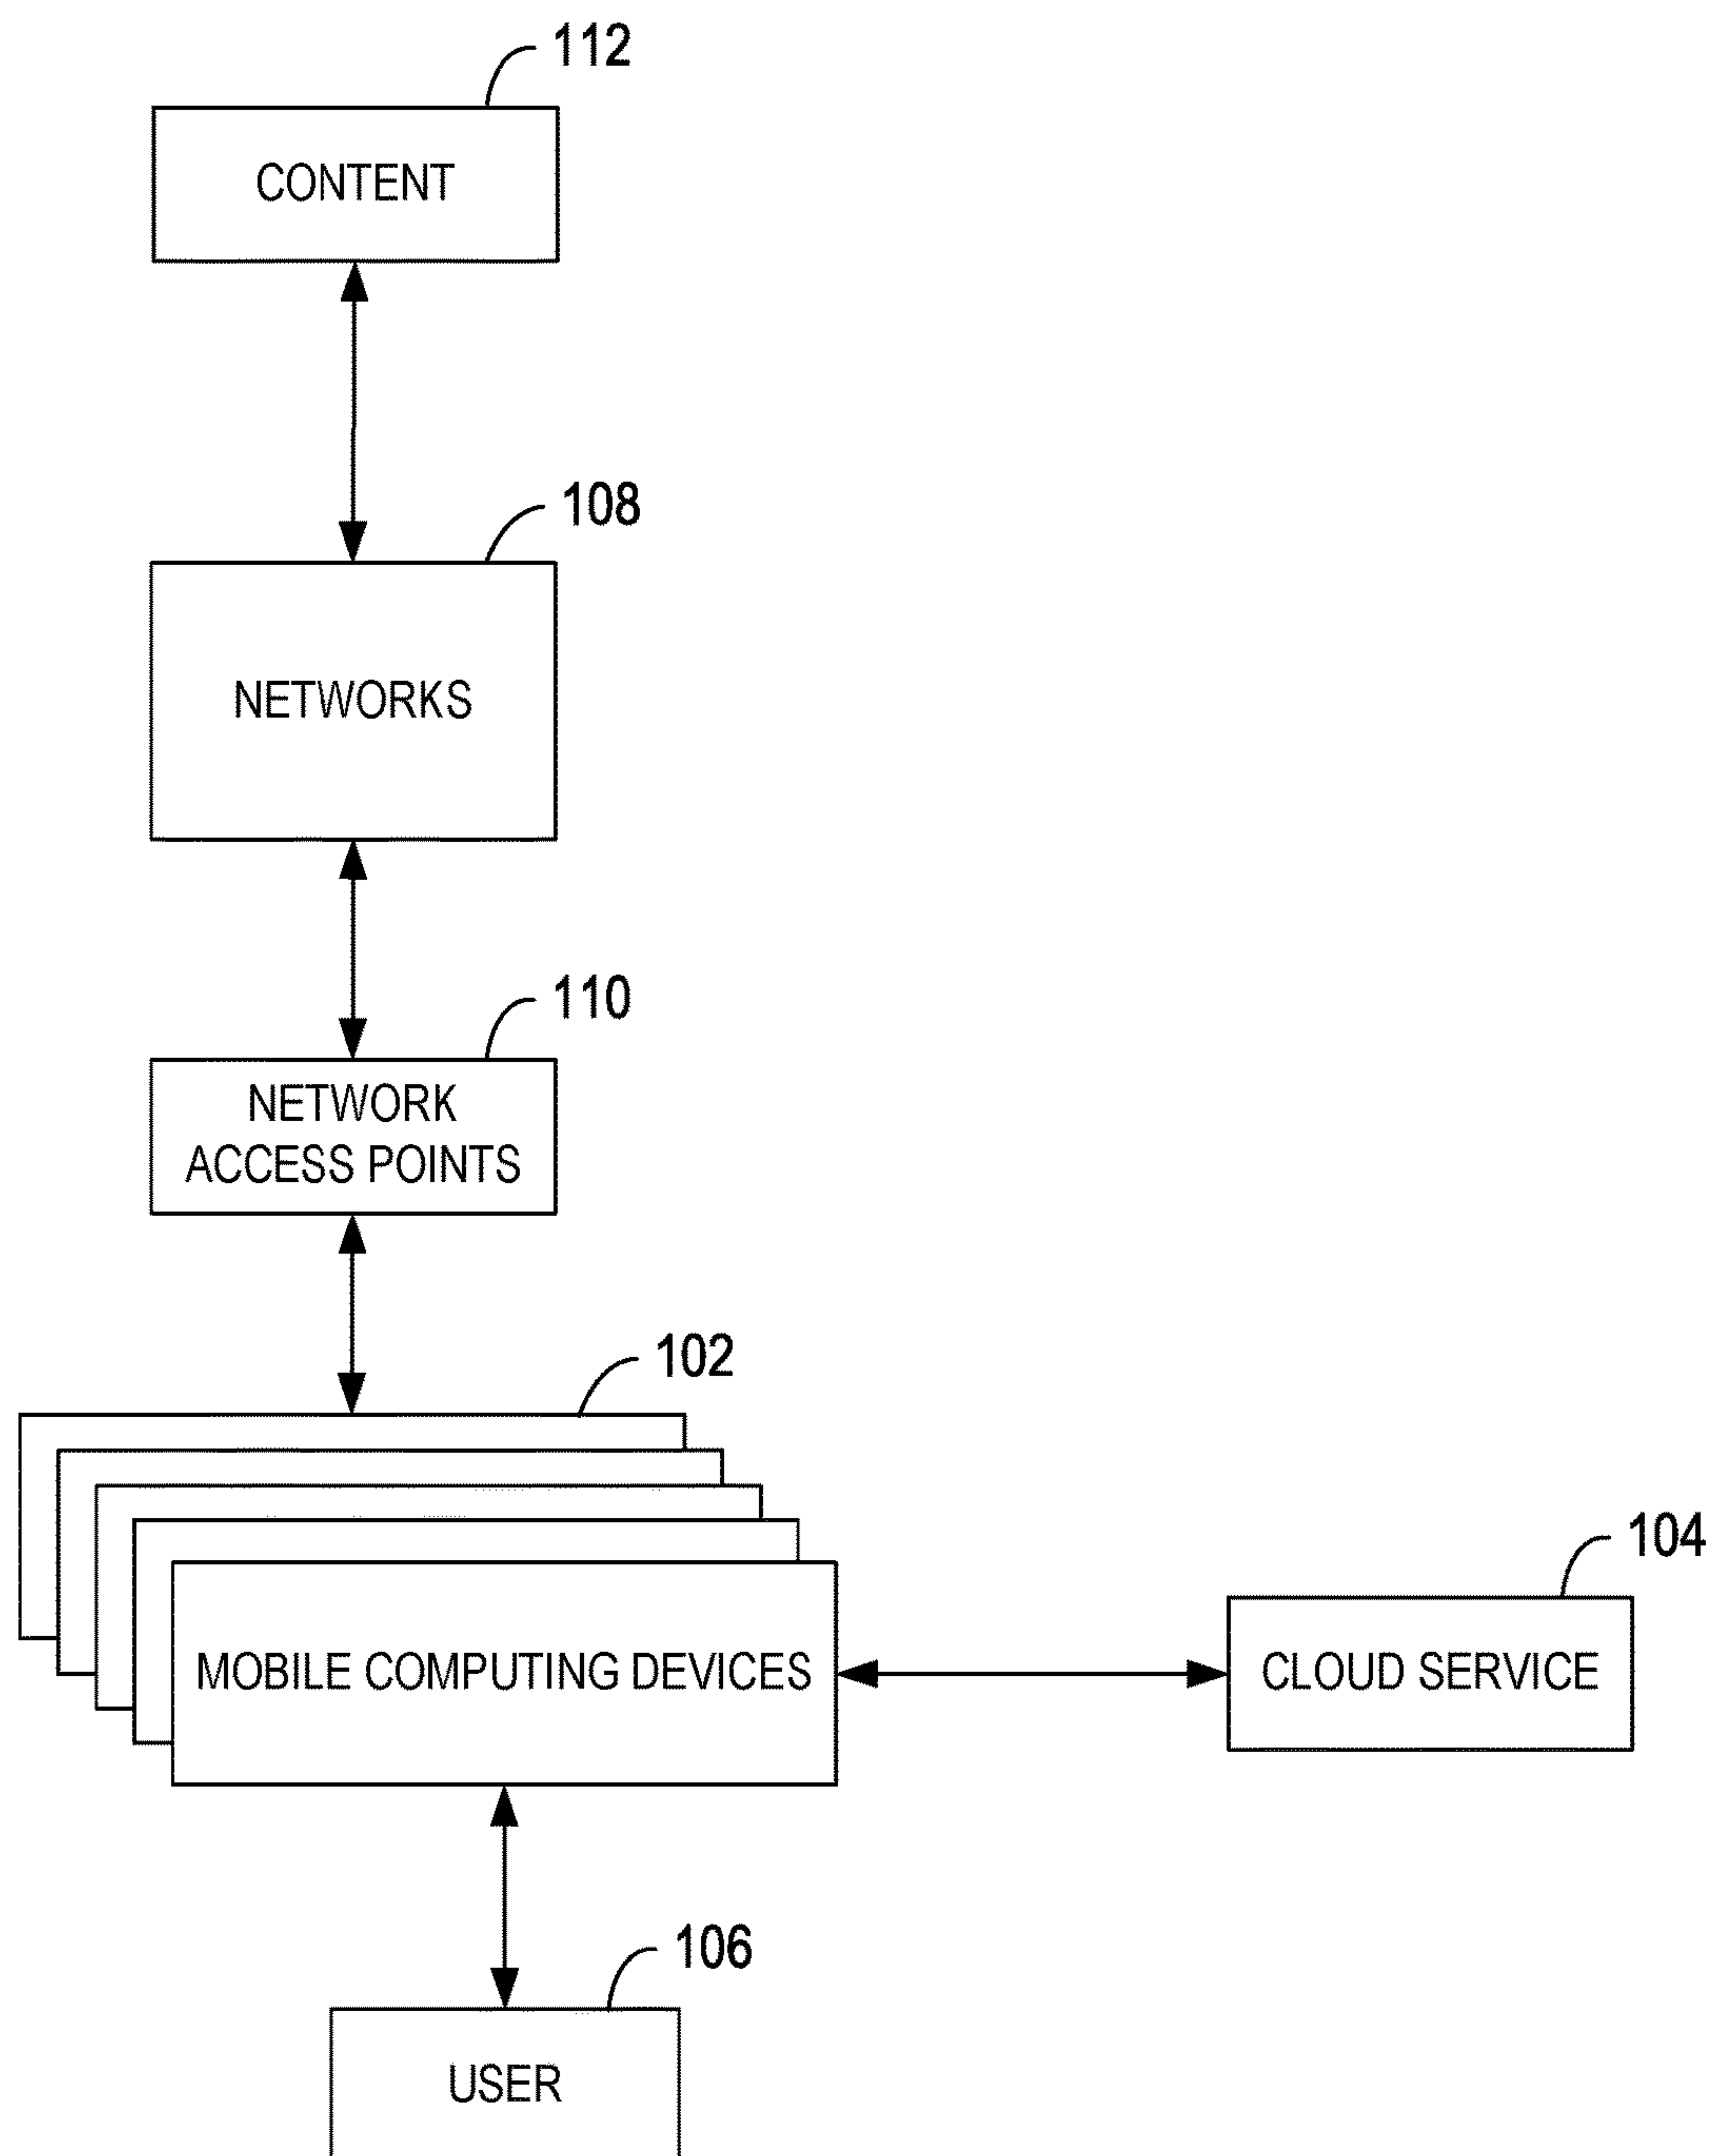 112
CONTENT
108
NETWORKS
110
NETWORK
ACCESS POINTS
102
104
MOBILE COMPUTING DEVICES
CLOUD SERVICE
106
USER